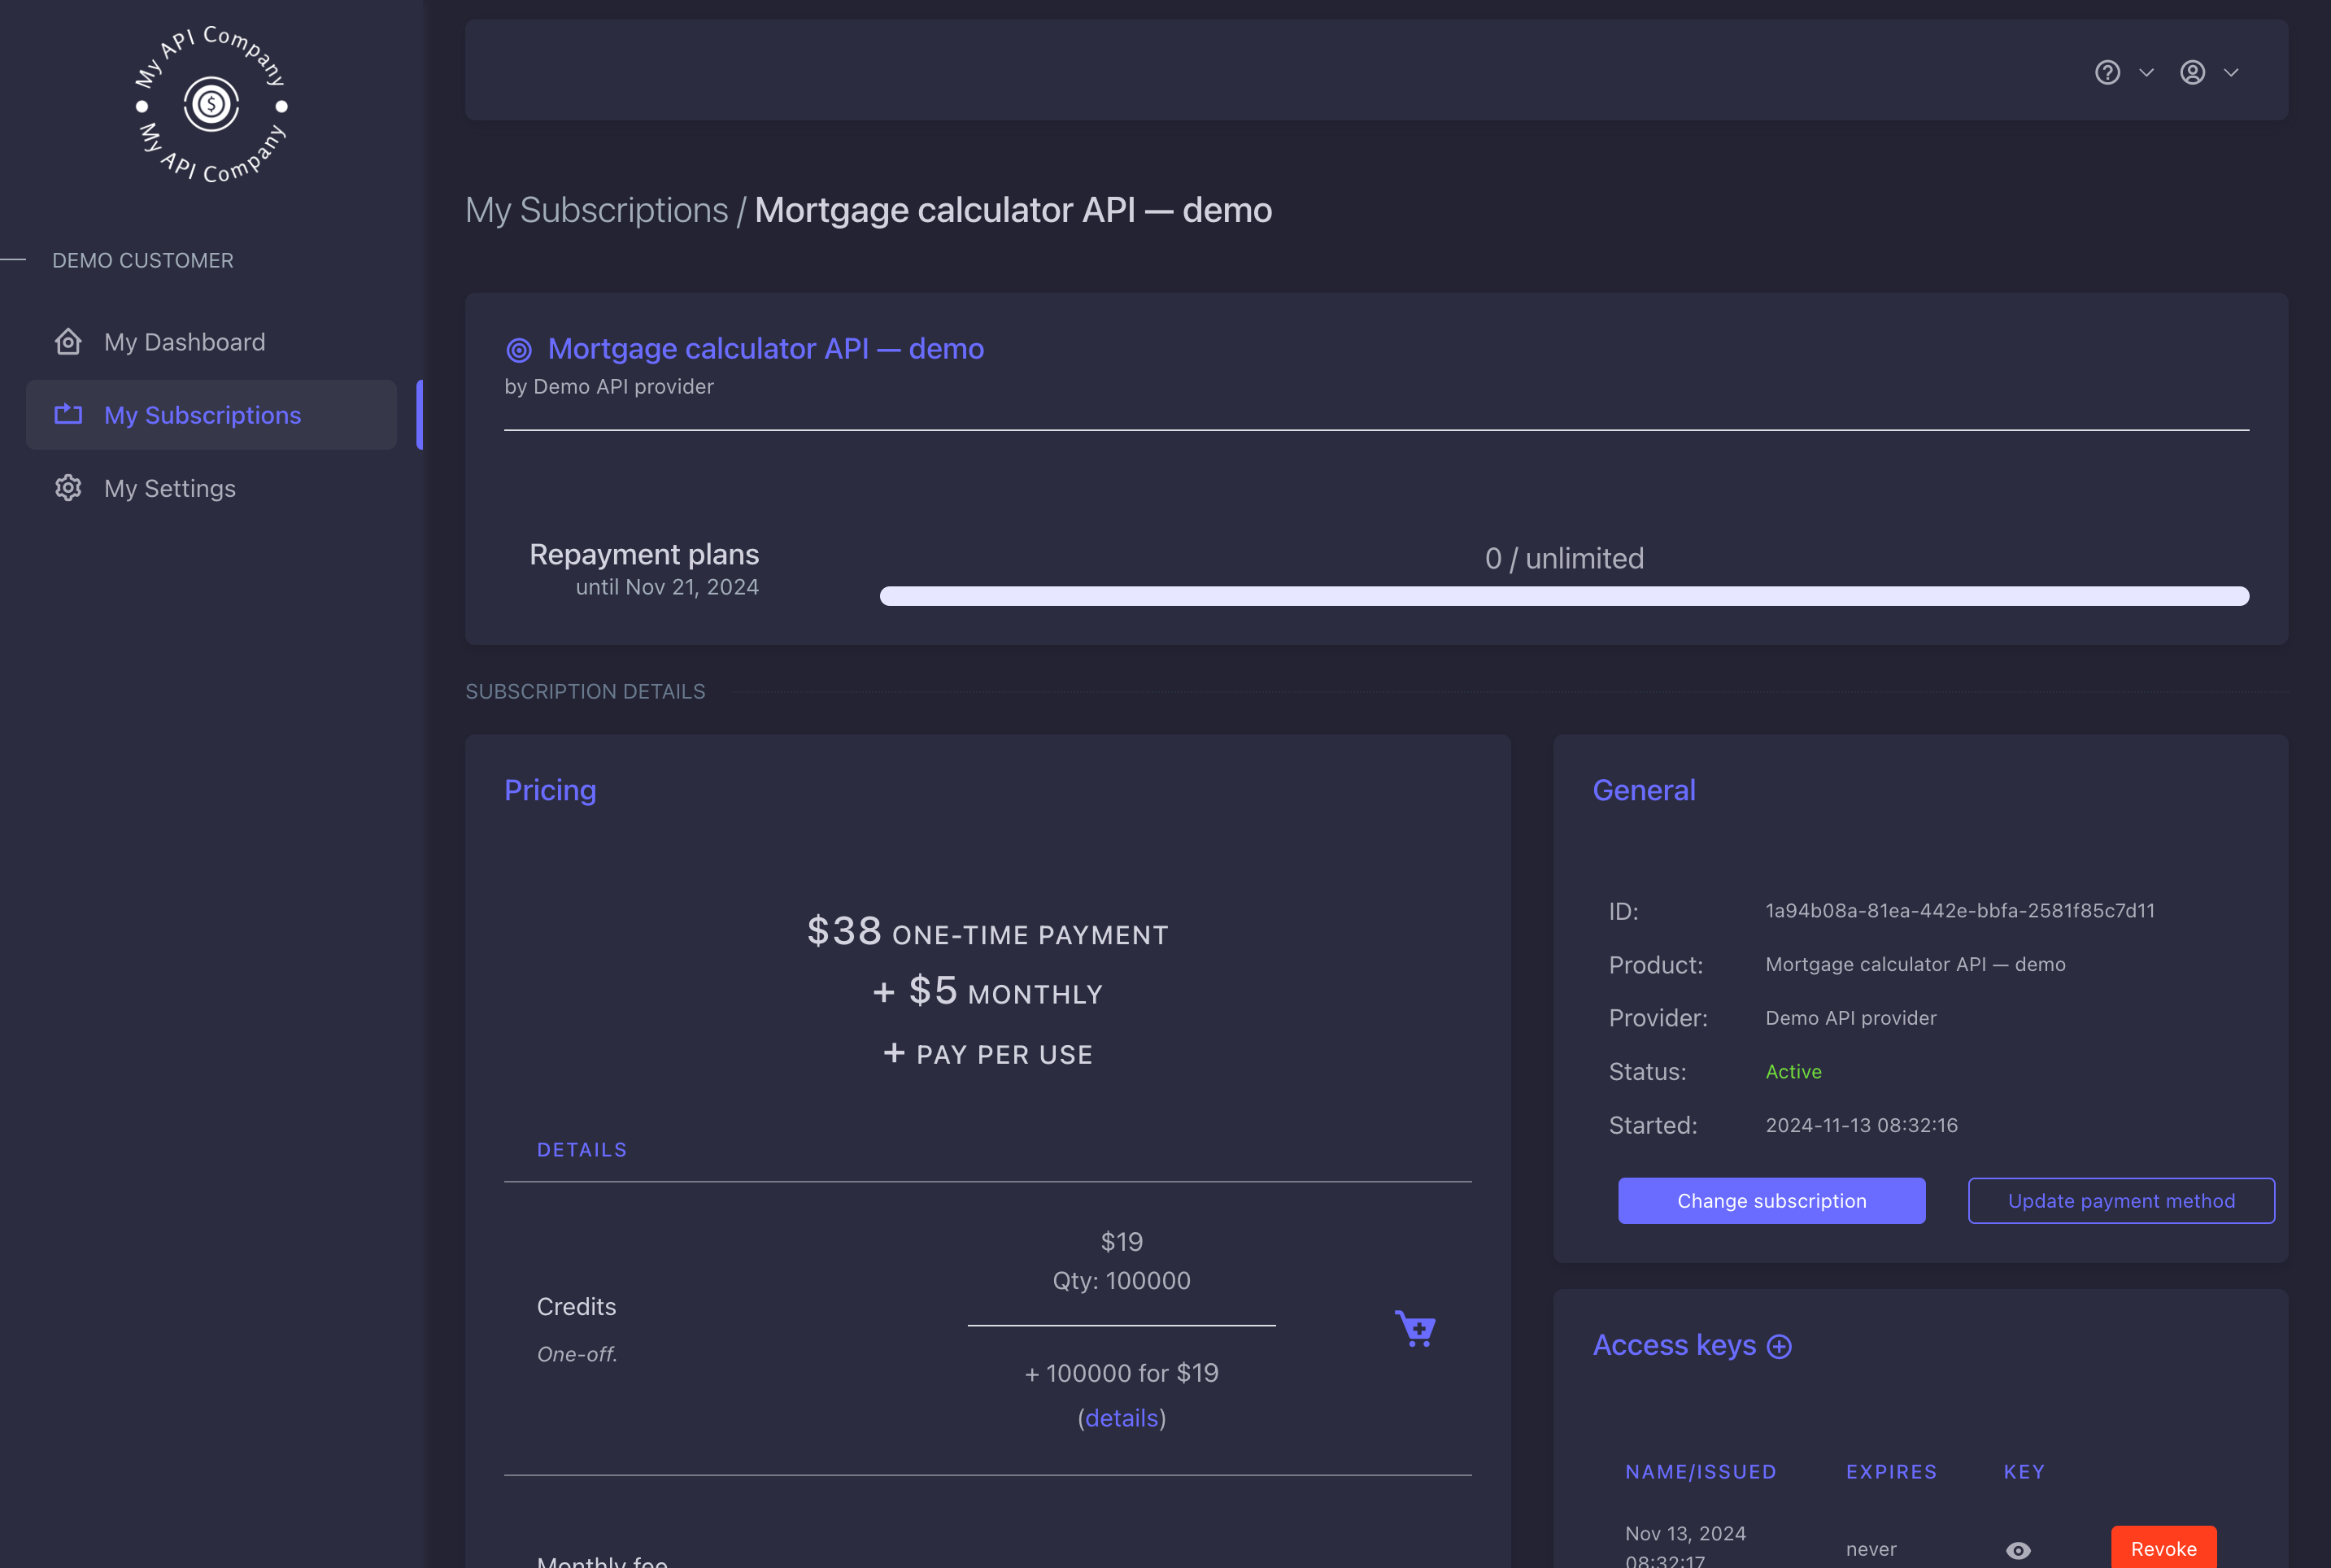 My API Company
My API Company
$
DEMO CUSTOMER
My Dashboard
My Subscriptions
My Settings
My Subscriptions / Mortgage calculator API — demo
Mortgage calculator API — demo
by Demo API provider
Repayment plans
until Nov 21, 2024
0 / unlimited
SUBSCRIPTION DETAILS
Pricing
$38 ONE-TIME PAYMENT
+ $5 MONTHLY
+ PAY PER USE
DETAILS
Credits
One-off.
$19
Qty: 100000
+ 100000 for $19
(details)
Monthly fee
General
ID: 1a94b08a-81ea-442e-bbfa-2581f85c7d11
Product: Mortgage calculator API — demo
Provider: Demo API provider
Status: Active
Started: 2024-11-13 08:32:16
Change subscription
Update payment method
Access keys
NAME/ISSUED EXPIRES KEY
Nov 13, 2024
08:32:17
never
Revoke